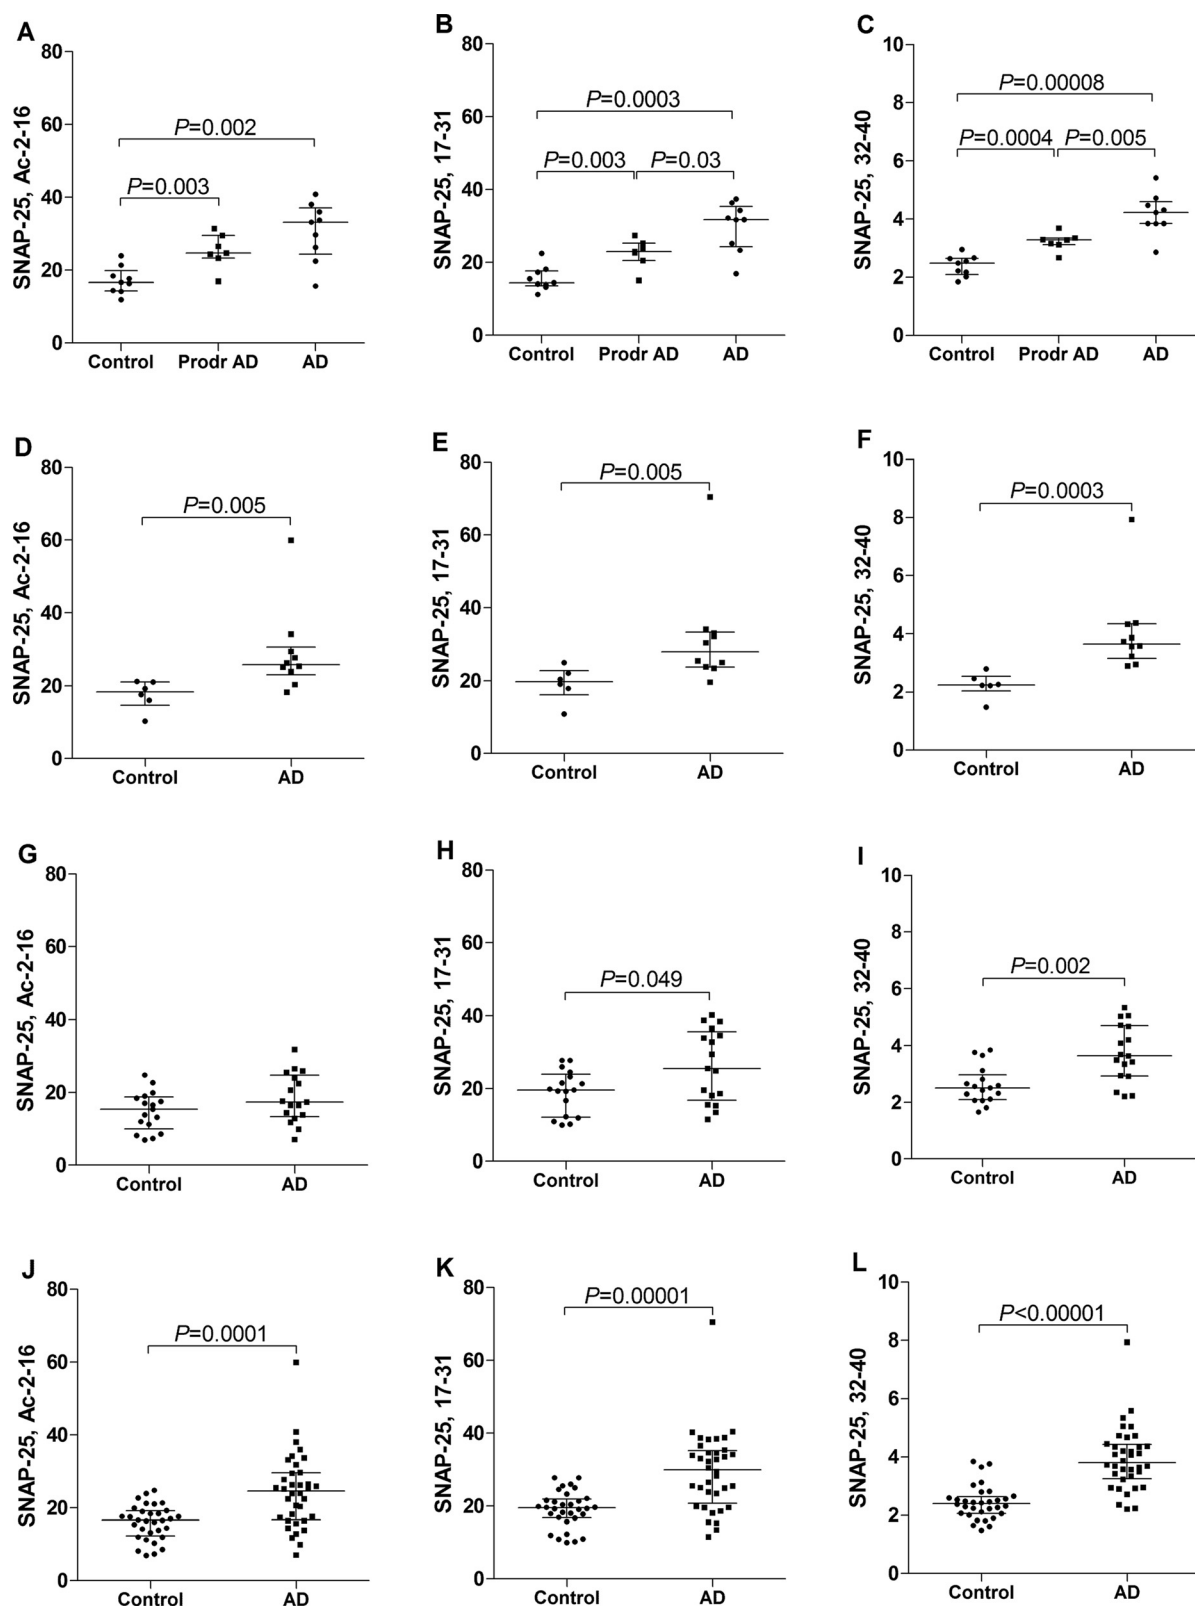 A
SNAP-25, Ac-2-16
80
60
40
20
0
P=0.002
P=0.003
Control
Prodr AD
AD
B
SNAP-25, 17-31
80
60
40
20
0
P=0.0003
P=0.003
P=0.03
Control
Prodr AD
AD
C
SNAP-25, 32-40
10
8
6
4
2
0
P=0.00008
P=0.0004
P=0.005
Control
Prodr AD
AD
D
SNAP-25, Ac-2-16
80
60
40
20
0
P=0.005
Control
AD
E
SNAP-25, 17-31
80
60
40
20
0
P=0.005
Control
AD
F
SNAP-25, 32-40
10
8
6
4
2
0
P=0.0003
Control
AD
G
SNAP-25, Ac-2-16
80
60
40
20
0
Control
AD
H
SNAP-25, 17-31
80
60
40
20
0
P=0.049
Control
AD
I
SNAP-25, 32-40
10
8
6
4
2
0
P=0.002
Control
AD
J
SNAP-25, Ac-2-16
80
60
40
20
0
P=0.0001
Control
AD
K
SNAP-25, 17-31
80
60
40
20
0
P=0.00001
Control
AD
L
SNAP-25, 32-40
10
8
6
4
2
0
P<0.00001
Control
AD